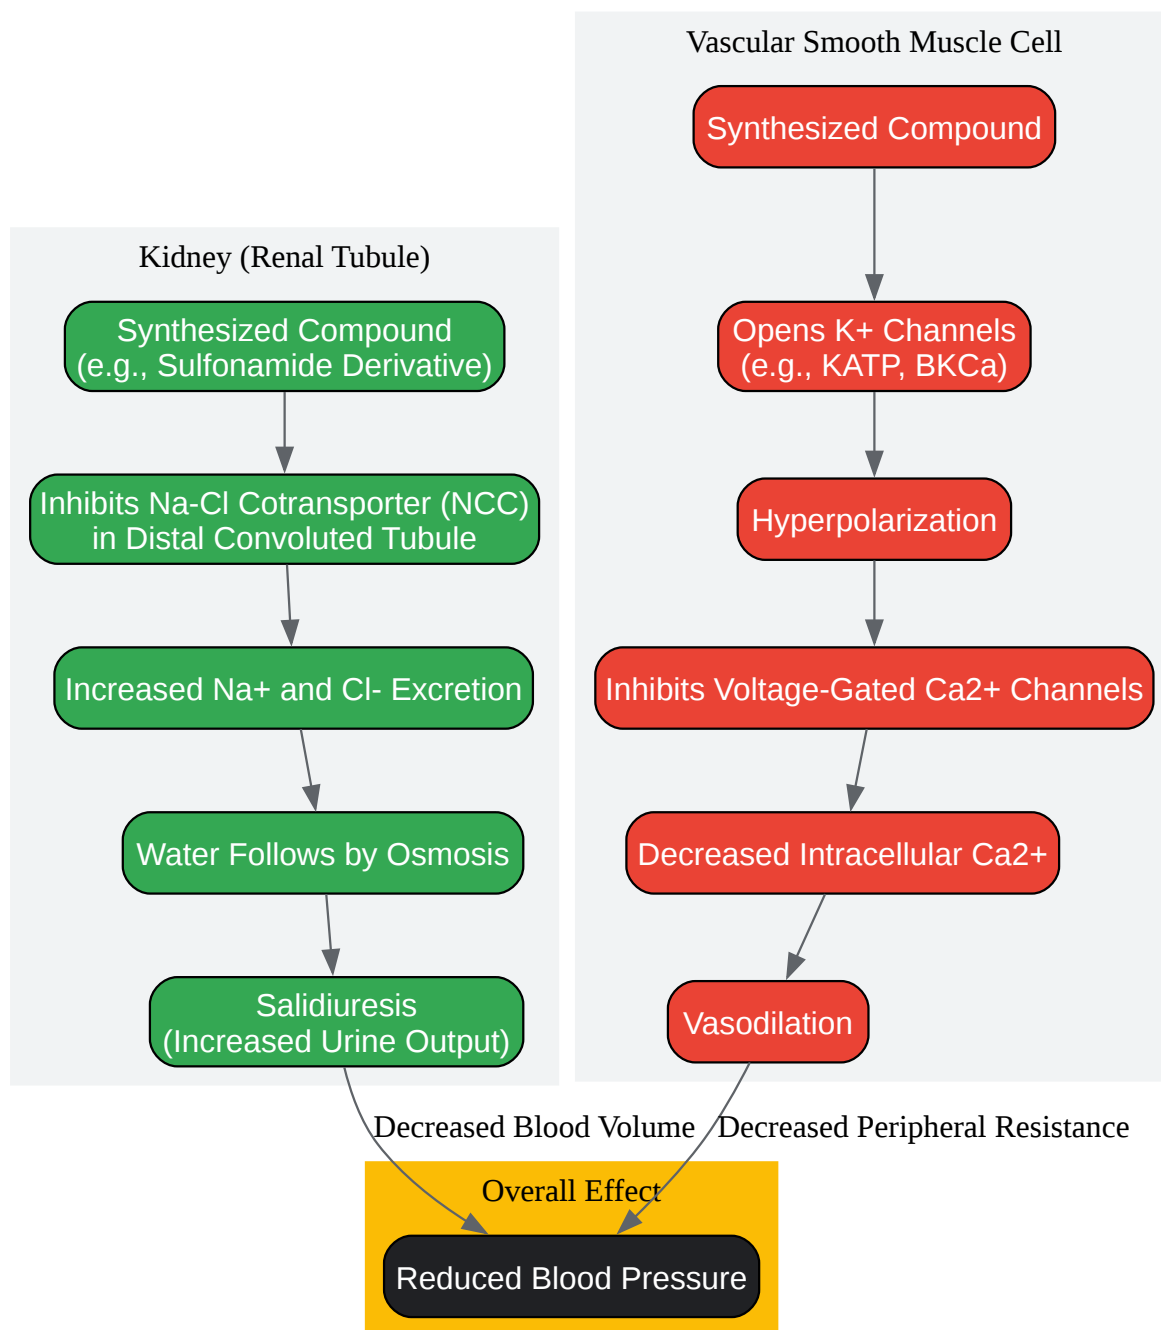 Vascular Smooth Muscle Cell
Synthesized Compound
Opens K+ Channels
(e.g., KATP, BKCa)
Hyperpolarization
Inhibits Voltage-Gated Ca2+ Channels
Decreased Intracellular Ca2+
Vasodilation
Decreased Peripheral Resistance
Kidney (Renal Tubule)
Synthesized Compound
(e.g., Sulfonamide Derivative)
Inhibits Na-Cl Cotransporter (NCC)
in Distal Convoluted Tubule
Increased Na+ and Cl- Excretion
Water Follows by Osmosis
Salidiuresis
(Increased Urine Output)
Decreased Blood Volume
Overall Effect
Reduced Blood Pressure